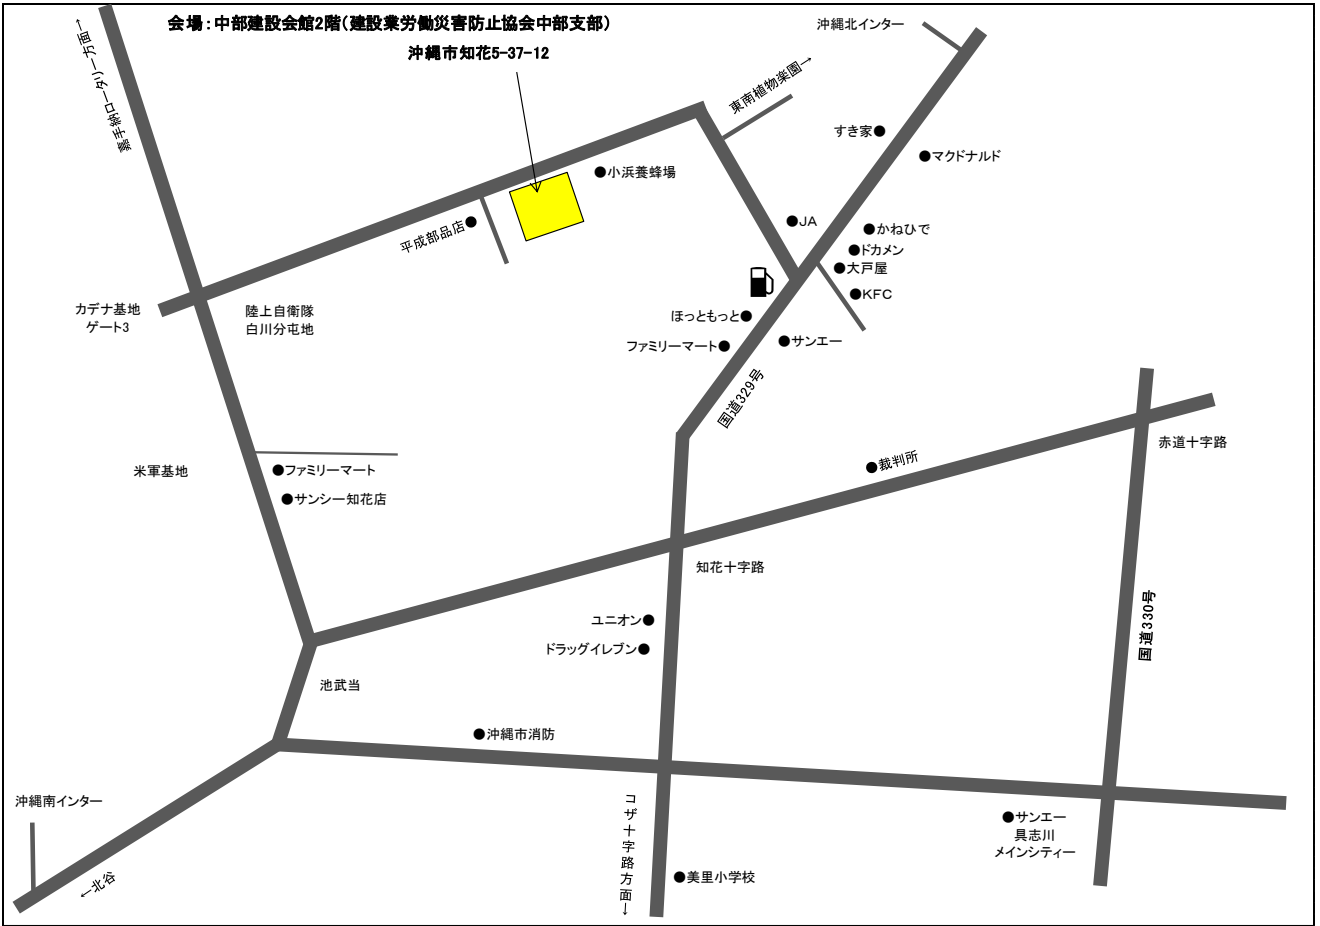 会場：中部建設会館2階（建設業労働災害防止協会中部支部）
沖縄市知花5-37-12
←嘉手納ロータリー方面→
沖縄北インター
東南植物楽園→
すき家
マクドナルド
小浜養蜂場
平成部品店
JA
かねひで
ドカメン
大戸屋
KFC
カデナ基地
ゲート3
陸上自衛隊
白川分屯地
ほっともっと
ファミリーマート
サンエー
国道329号
赤道十字路
裁判所
米軍基地
ファミリーマート
サンシー知花店
知花十字路
ユニオン
ドラッグイレブン
国道330号
池武当
沖縄市消防
沖縄南インター
←北谷
コザ十字路方面→
サンエー
具志川
メインシティー
美里小学校